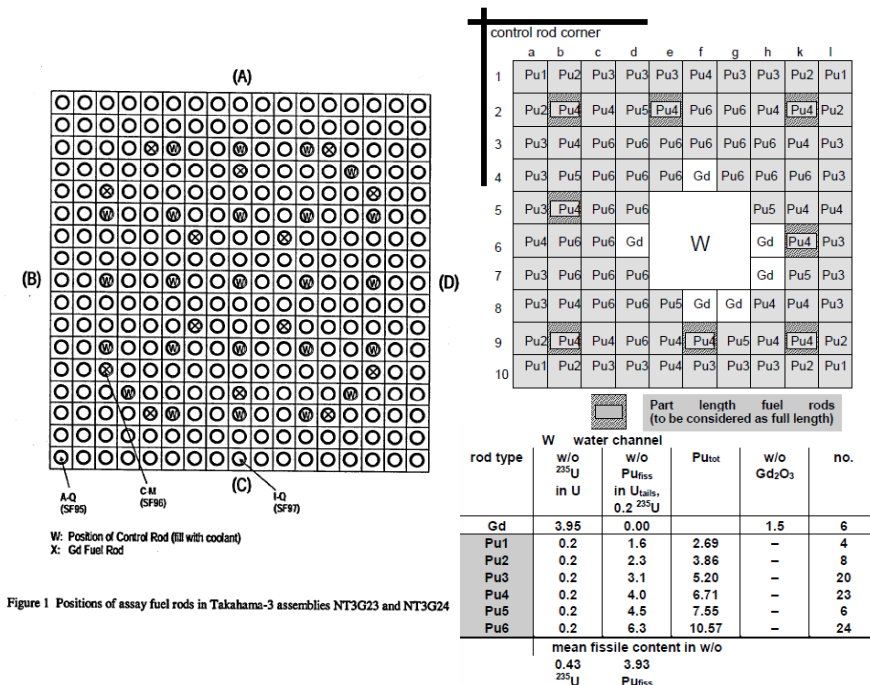 (A)
W W W
W
W W W W W
(B)
W W W W W
(D)
W W W W W
W W
W W W
A-Q
(SF95)
C-M
(SF96)
(C)
I-Q
(SF97)
W: Position of Control Rod (fill with coolant)
X: Gd Fuel Rod
Figure 1 Positions of assay fuel rods in Takahama-3 assemblies NT3G23 and NT3G24
control rod corner
a b c d e f g h k l
1 Pu1 Pu2 Pu3 Pu3 Pu3 Pu4 Pu3 Pu3 Pu2 Pu1
2 Pu2 Pu4 Pu4 Pu5 Pu4 Pu6 Pu6 Pu4 Pu4 Pu2
3 Pu3 Pu4 Pu6 Pu6 Pu6 Pu6 Pu6 Pu6 Pu4 Pu3
4 Pu3 Pu5 Pu6 Pu6 Pu6 Gd Pu6 Pu6 Pu6 Pu3
5 Pu3 Pu4 Pu6 Pu6 Pu5 Pu4 Pu4
6 Pu4 Pu6 Pu6 Gd W Gd Pu4 Pu3
7 Pu3 Pu6 Pu6 Pu6 Gd Pu5 Pu3
8 Pu3 Pu4 Pu6 Pu6 Pu5 Gd Gd Pu4 Pu4 Pu3
9 Pu2 Pu4 Pu4 Pu6 Pu4 Pu4 Pu5 Pu4 Pu4 Pu2
10 Pu1 Pu2 Pu3 Pu3 Pu4 Pu3 Pu3 Pu3 Pu2 Pu1
Part length fuel rods
(to be considered as full length)
W water channel
rod type w/o w/o Putot w/o no.
235U Pufiss Gd2O3
in U in Utails,
0.2 235U
Gd 3.95 0.00 1.5 6
Pu1 0.2 1.6 2.69 – 4
Pu2 0.2 2.3 3.86 – 8
Pu3 0.2 3.1 5.20 – 20
Pu4 0.2 4.0 6.71 – 23
Pu5 0.2 4.5 7.55 – 6
Pu6 0.2 6.3 10.57 – 24
mean fissile content in w/o
0.43 3.93
235U Pufiss